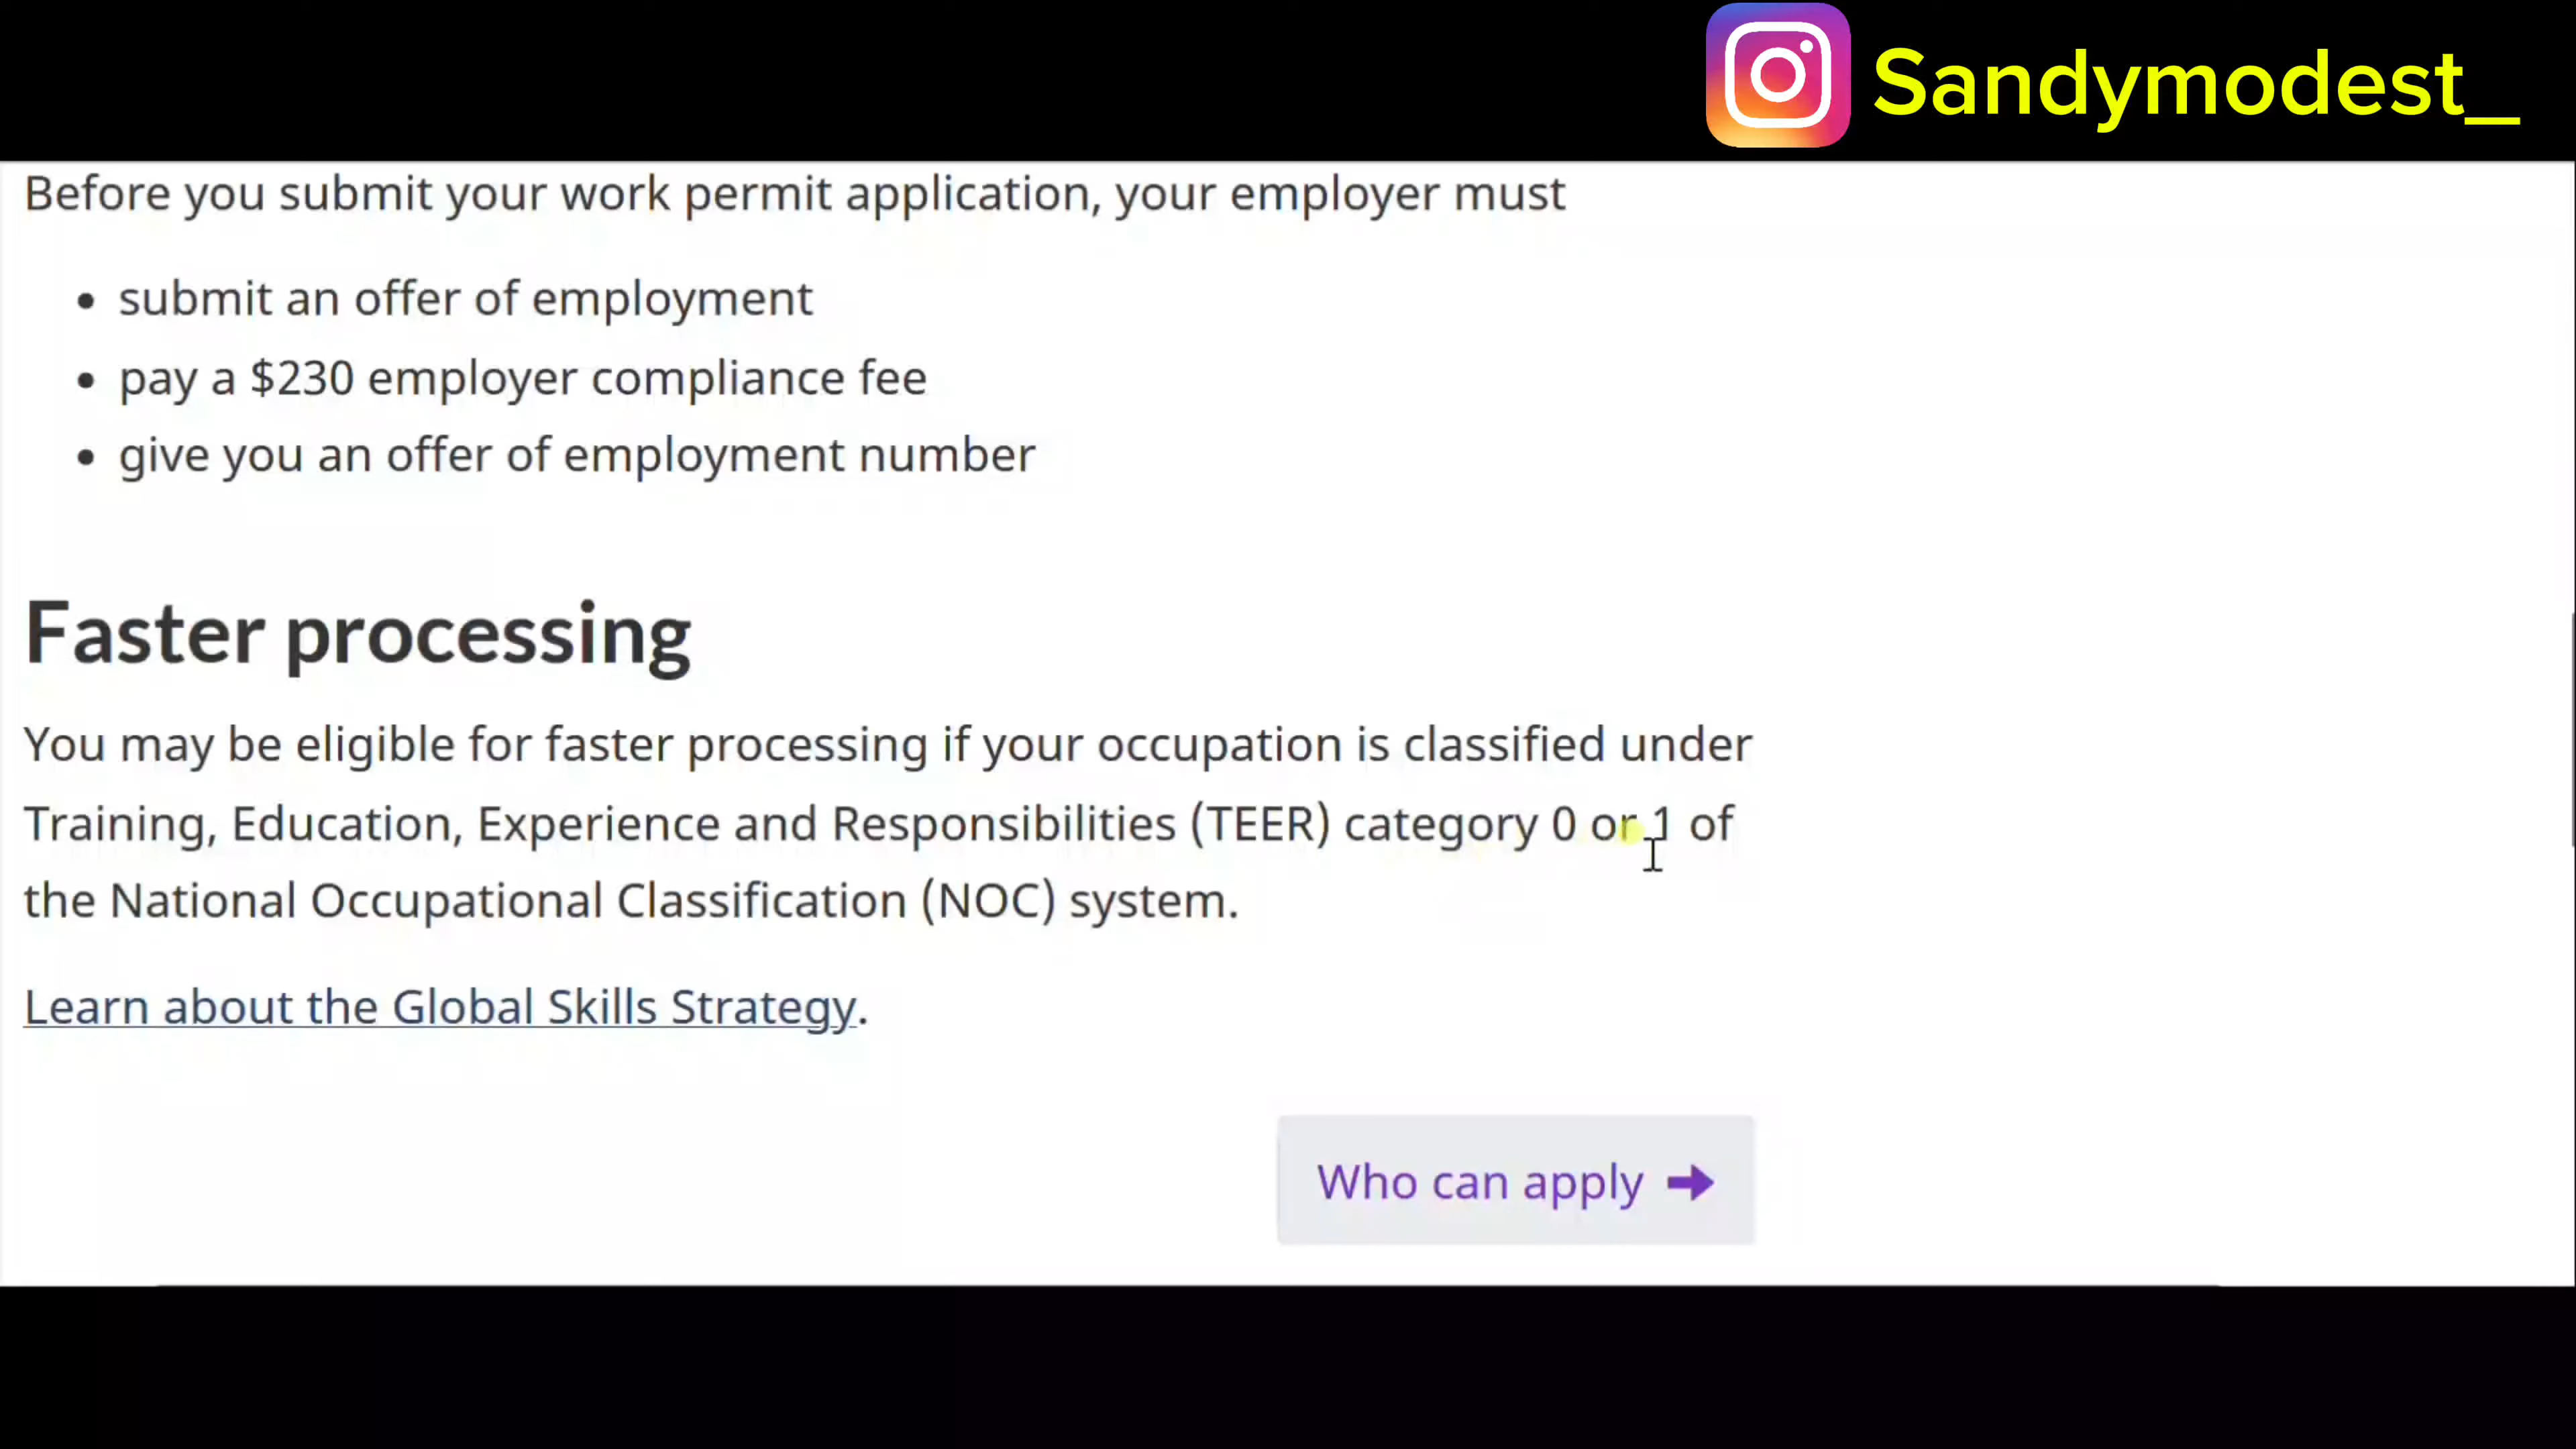 Sandymodest_
Before you submit your work permit application, your employer must
• submit an offer of employment
• pay a $230 employer compliance fee
• give you an offer of employment number
Faster processing
You may be eligible for faster processing if your occupation is classified under
Training, Education, Experience and Responsibilities (TEER) category 0 or 1 of
the National Occupational Classification (NOC) system.
Learn about the Global Skills Strategy.
Who can apply